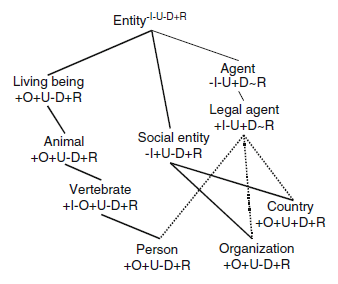 Entity-I-U-D+R
Living being
+O+U-D+R
Agent
-I-U+D~R
Legal agent
+I-U+D~R
Animal
+O+U-D+R
Social entity
-I+U-D+R
Vertebrate
+I-O+U-D+R
Country
+O+U+D+R
Person
+O+U-D+R
Organization
+O+U-D+R